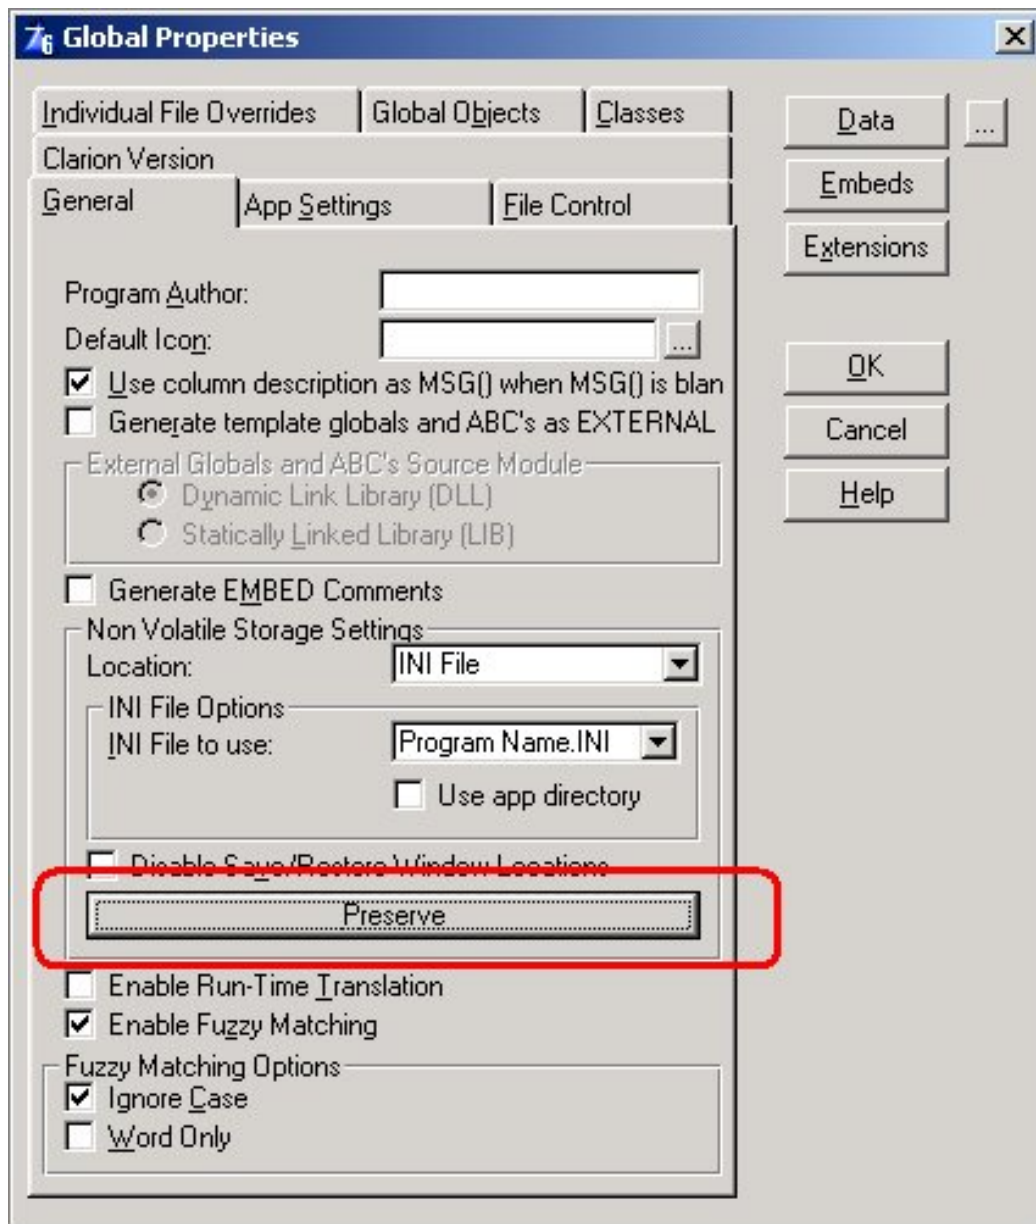 Global Properties
Individual File Overrides Global Objects Classes
Clarion Version
General App Settings File Control
Data ...
Embeds
Extensions
OK
Cancel
Help
Program Author:
Default Icon: ...
Use column description as MSG() when MSG() is blan
Generate template globals and ABC's as EXTERNAL
External Globals and ABC's Source Module
Dynamic Link Library (DLL)
Statically Linked Library (LIB)
Generate EMBED Comments
Non Volatile Storage Settings
Location: INI File
INI File Options
INI File to use: Program Name.INI
Use app directory
Disable Save/Restore Window Locations
Preserve
Enable Run-Time Translation
Enable Fuzzy Matching
Fuzzy Matching Options
Ignore Case
Word Only